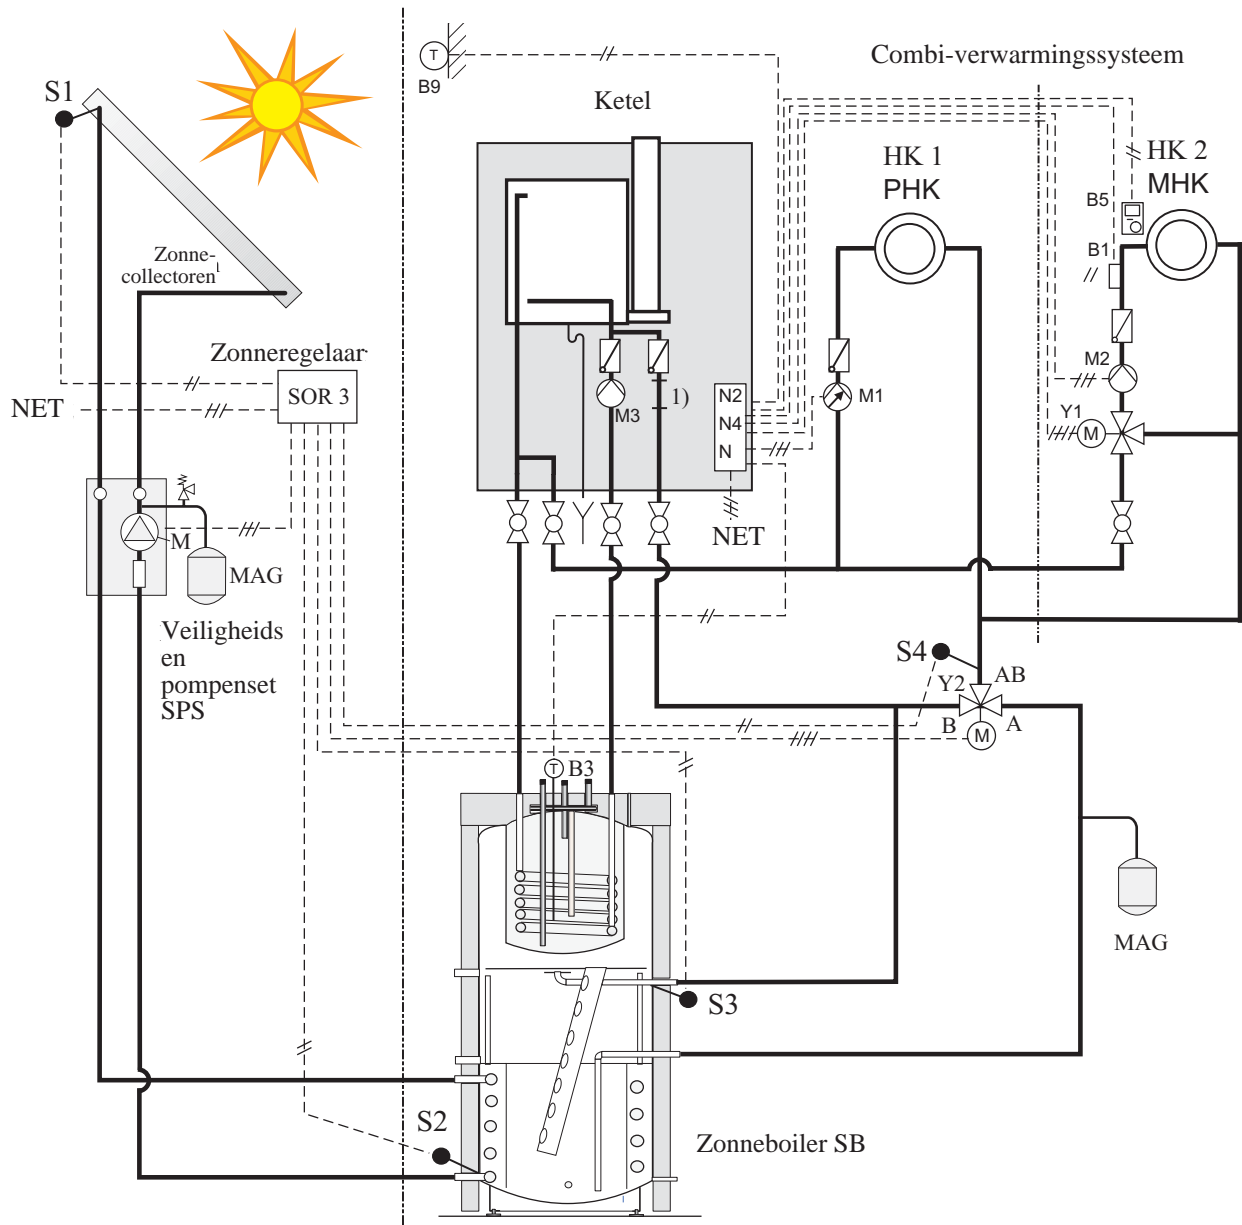 S1
T
B9
Combi-verwarmingssysteem
Ketel
HK 1
PHK
HK 2
MHK
B5
B1
Zonne-
collectoren
Zonneregelaar
SOR 3
NET
M2
M1
M3
1)
N2
N4
N
Y1
M
NET
M
MAG
Veiligheids
en
pompenset
SPS
S4
AB
Y2
B
A
M
T
B3
MAG
S3
S2
Zonneboiler SB